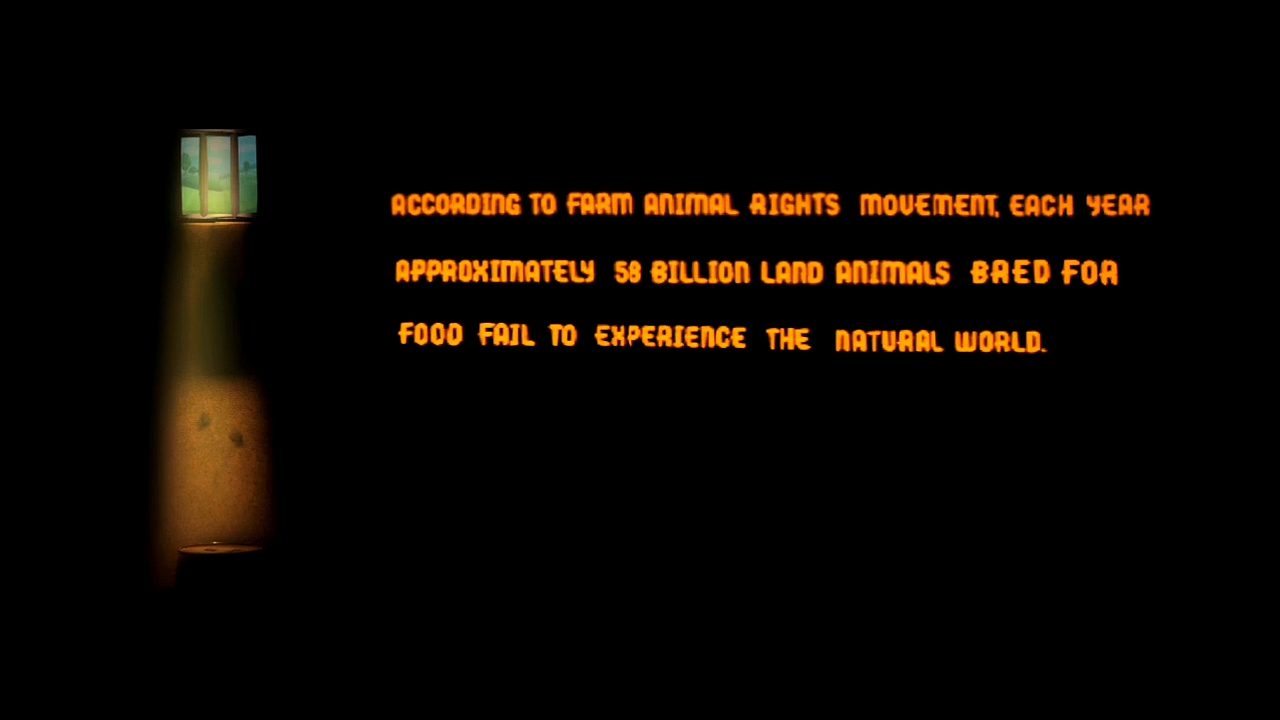 ACCORDING TO FARM ANIMAL RIGHTS MOVEMENT, EACH YEAR
APPROXIMATELY 58 BILLION LAND ANIMALS BRED FOR
FOOD FAIL TO EXPERIENCE THE NATURAL WORLD.